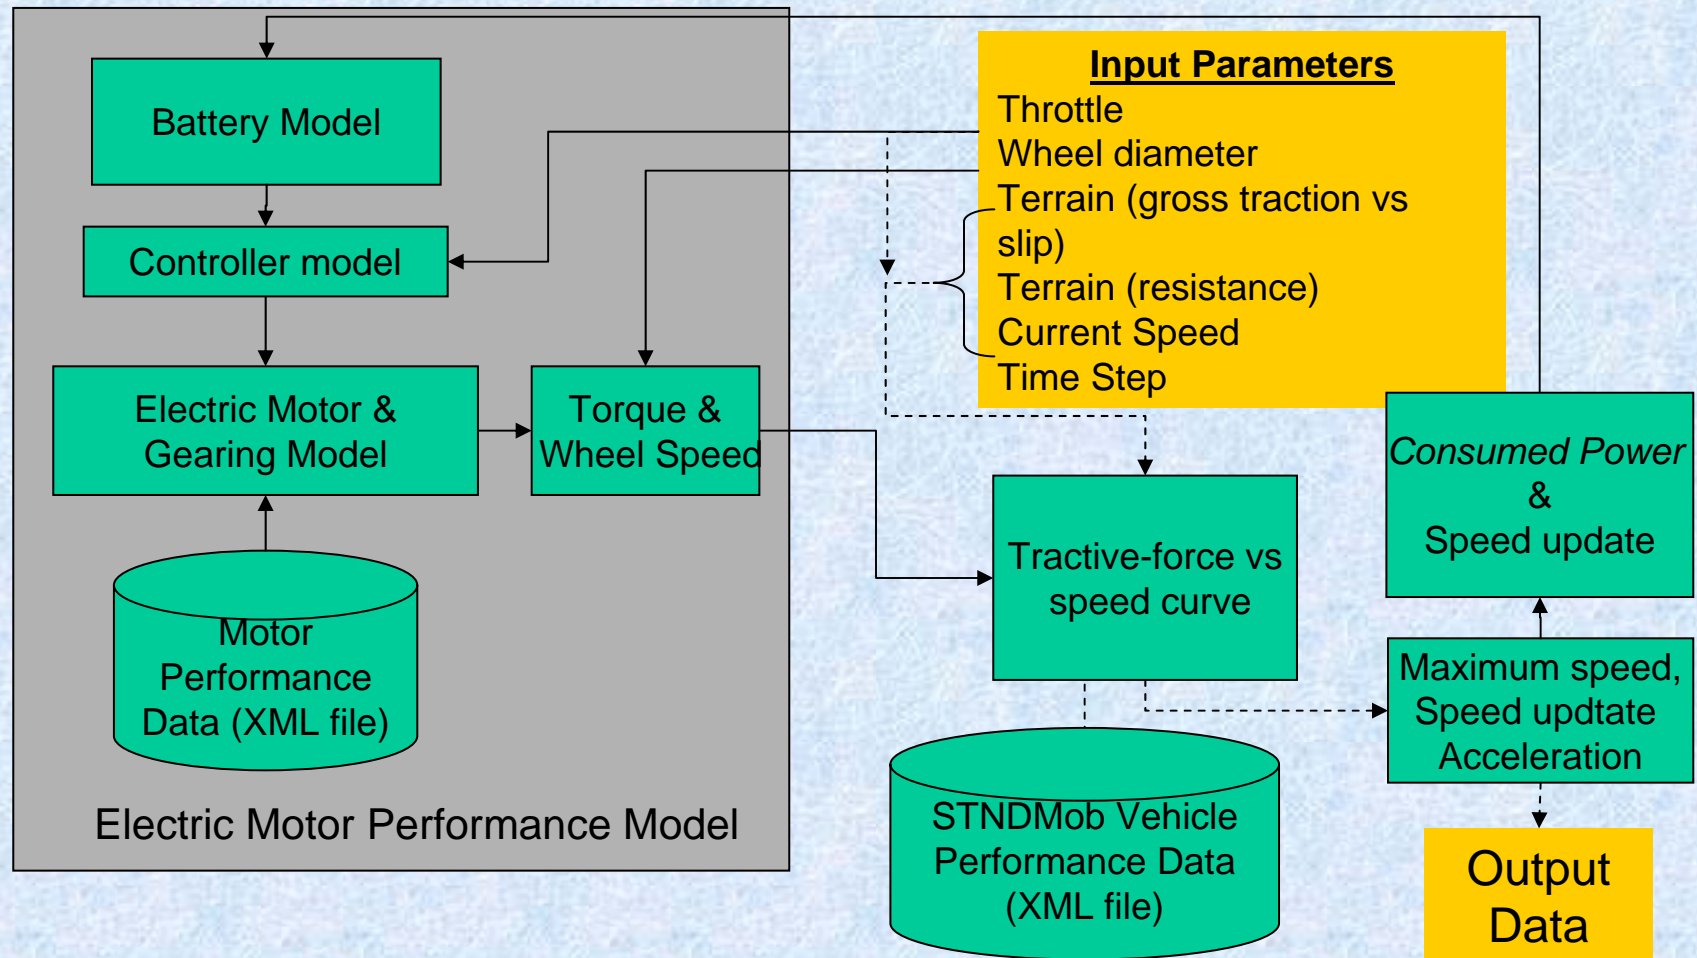 Battery Model
Controller model
Electric Motor &
Gearing Model
Torque &
Wheel Speed
Motor
Performance
Data (XML file)
Electric Motor Performance Model
Input Parameters
Throttle
Wheel diameter
Terrain (gross traction vs
slip)
Terrain (resistance)
Current Speed
Time Step
Tractive-force vs
speed curve
STNDMob Vehicle
Performance Data
(XML file)
Consumed Power
&
Speed update
Maximum speed,
Speed updtate
Acceleration
Output
Data